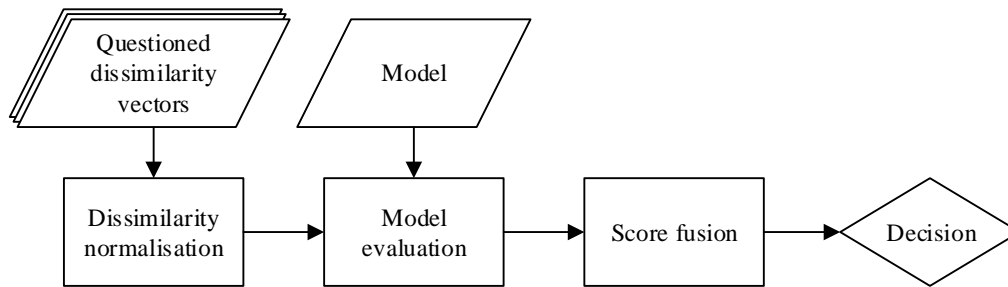 Questioned
dissimilarity
vectors
Model
Dissimilarity
normalisation
Model
evaluation
Score fusion
Decision